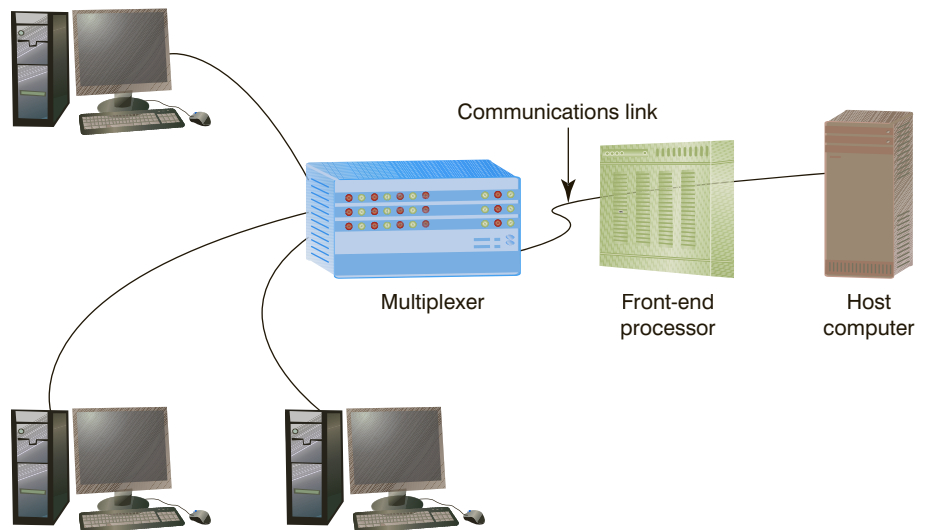 Communications link
Multiplexer
Front-end
processor
Host
computer